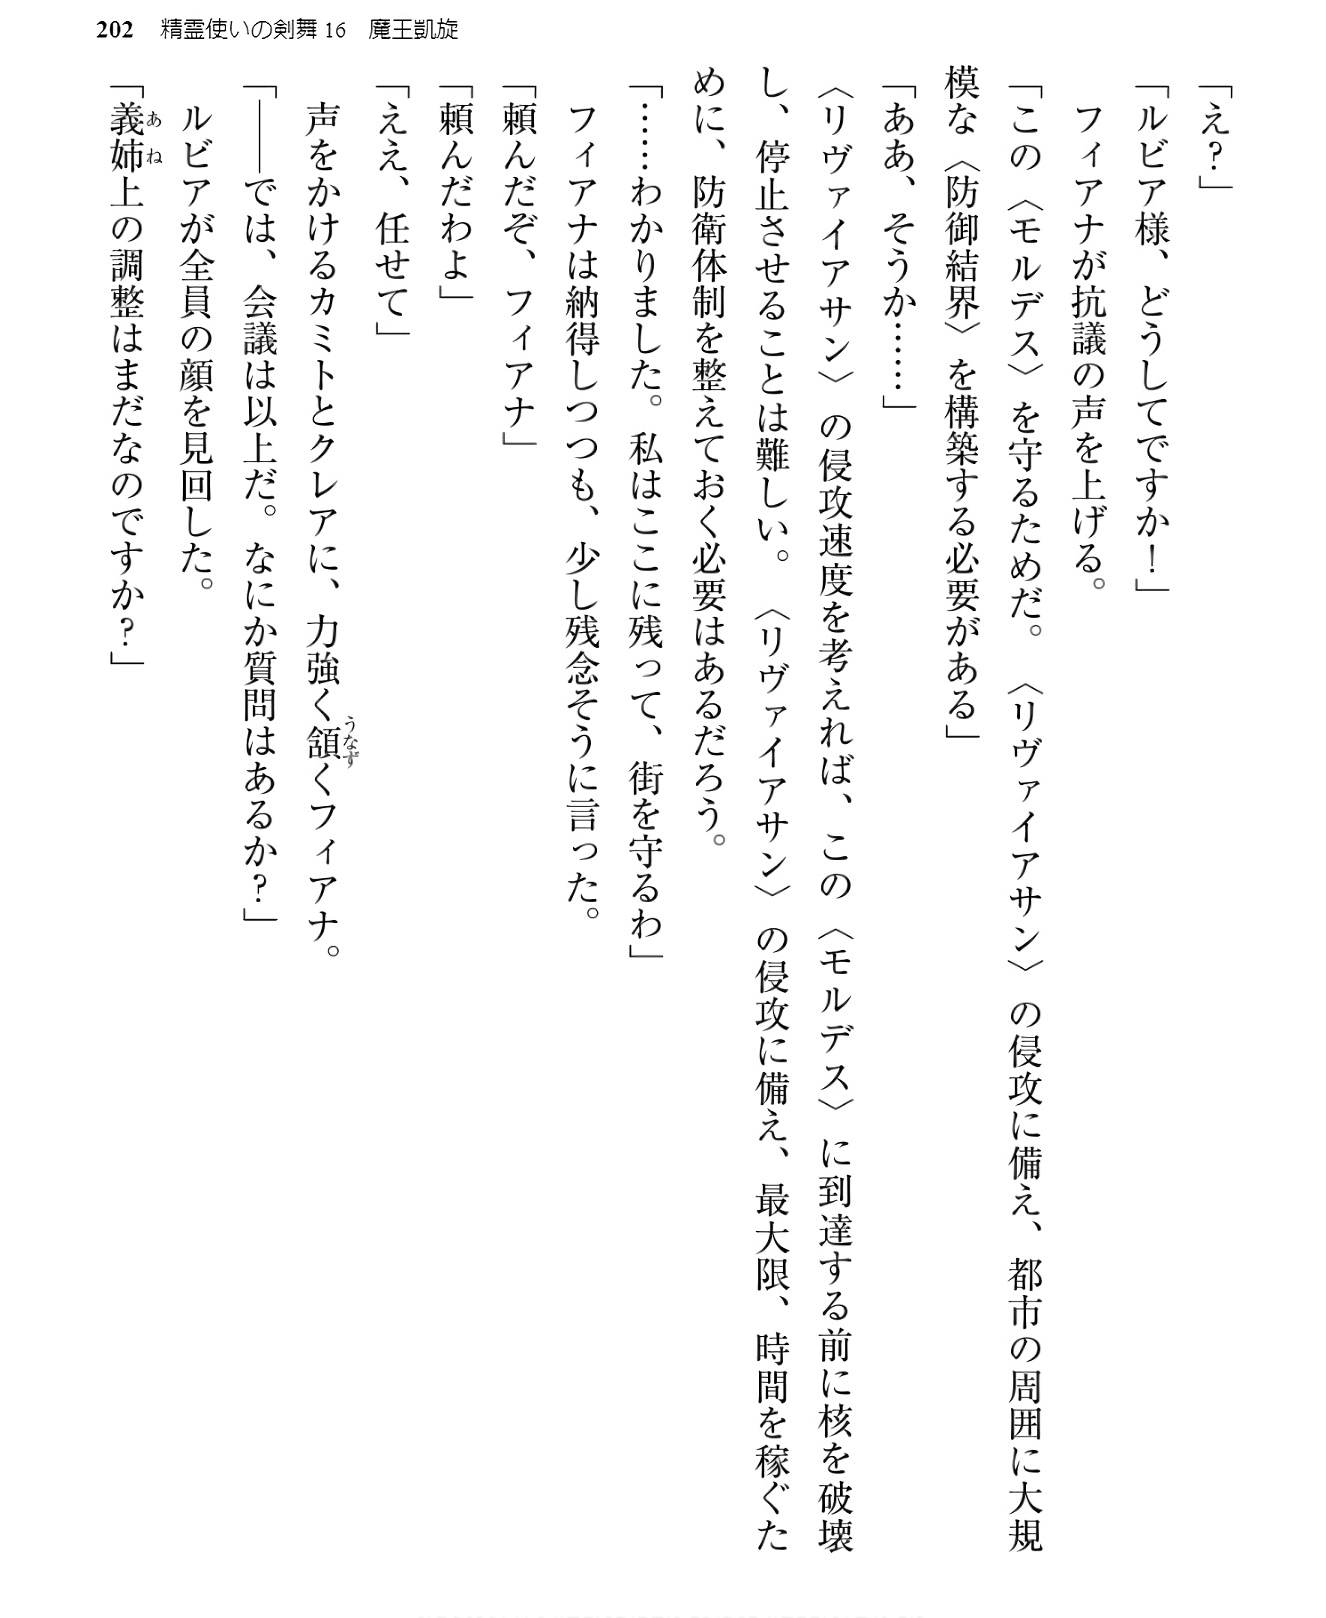 202 精霊使いの剣舞16 魔王凱旋
「え?」
「ルビア様、どうしてですか!」
フィアナが抗議の声を上げる。
「この〈モルデス〉を守るためだ。〈リヴァイアサン〉の侵攻に備え、都市の周囲に大規
模な〈防御結界〉を構築する必要がある」
「ああ、そうか……」
〈リヴァイアサン〉の侵攻速度を考えれば、この〈モルデス〉に到達する前に核を破壊
し、停止させることは難しい。〈リヴァイアサン〉の侵攻に備え、最大限、時間を稼ぐた
めに、防衛体制を整えておく必要はあるだろう。
「……わかりました。私はここに残って、街を守るわ」
フィアナは納得しつつも、少し残念そうに言った。
「頼んだぞ、フィアナ」
「頼んだわよ」
「ええ、任せて」
声をかけるカミトとクレアに、力強く頷くフィアナ。
うなず
「――では、会議は以上だ。なにか質問はあるか?」
ルビアが全員の顔を見回した。
「義姉上の調整はまだなのですか?」
あね